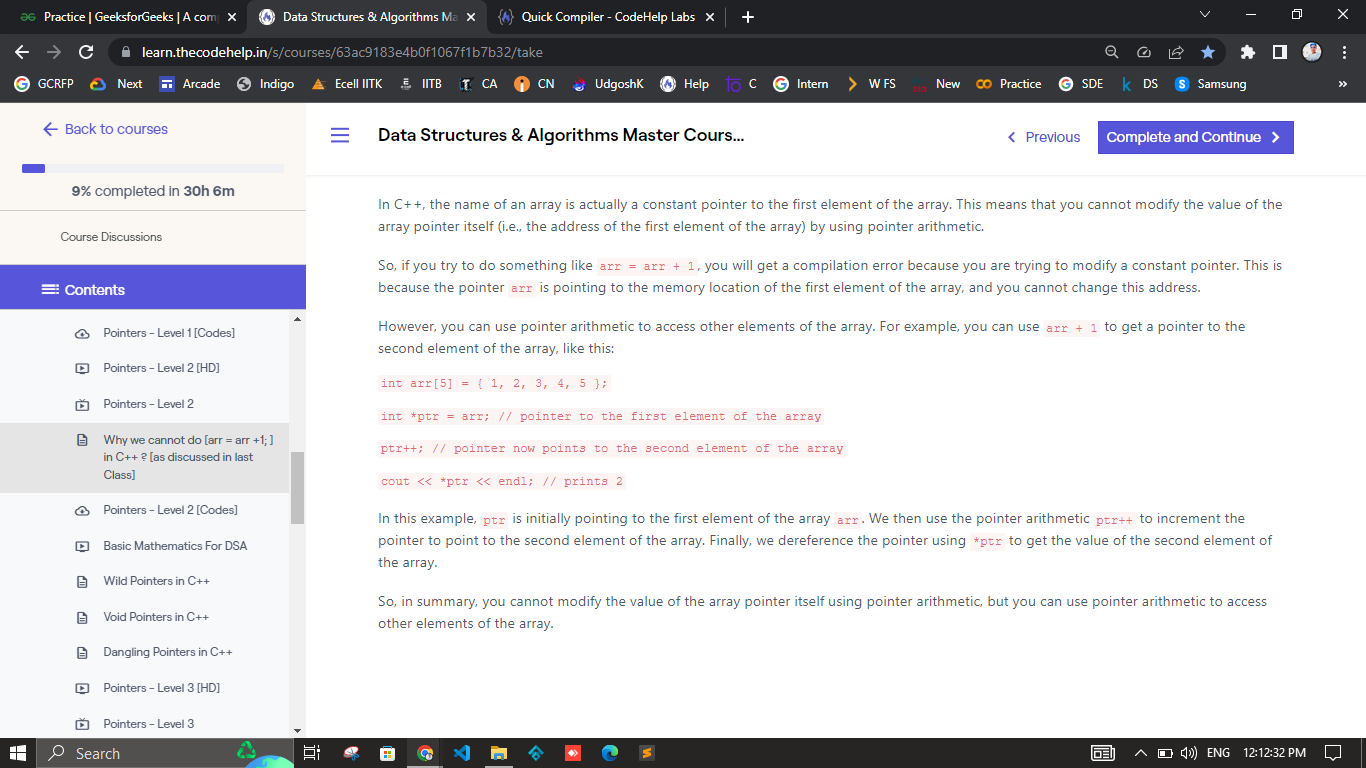 Practice | GeeksforGeeks | A com
Data Structures & Algorithms Ma
Quick Compiler - CodeHelp Labs
learn.thecodehelp.in/s/courses/63ac9183e4b0f1067f1b7b32/take
GCRFP Next Arcade Indigo Ecell IITK IITB CA CN UdgoshK Help C Intern W FS New Practice SDE DS Samsung »
Back to courses
9% completed in 30h 6m
Course Discussions
Contents
Pointers - Level 1 [Codes]
Pointers - Level 2 [HD]
Pointers - Level 2
Why we cannot do [arr = arr +1; ]
in C++ ? [as discussed in last
Class]
Pointers - Level 2 [Codes]
Basic Mathematics For DSA
Wild Pointers in C++
Void Pointers in C++
Dangling Pointers in C++
Pointers - Level 3 [HD]
Pointers - Level 3
Data Structures & Algorithms Master Cours...
Previous
Complete and Continue
In C++, the name of an array is actually a constant pointer to the first element of the array. This means that you cannot modify the value of the
array pointer itself (i.e., the address of the first element of the array) by using pointer arithmetic.
So, if you try to do something like arr = arr + 1, you will get a compilation error because you are trying to modify a constant pointer. This is
because the pointer arr is pointing to the memory location of the first element of the array, and you cannot change this address.
However, you can use pointer arithmetic to access other elements of the array. For example, you can use arr + 1 to get a pointer to the
second element of the array, like this:
int arr[5] = { 1, 2, 3, 4, 5 };
int *ptr = arr; // pointer to the first element of the array
ptr++; // pointer now points to the second element of the array
cout << *ptr << endl; // prints 2
In this example, ptr is initially pointing to the first element of the array arr. We then use the pointer arithmetic ptr++ to increment the
pointer to point to the second element of the array. Finally, we dereference the pointer using *ptr to get the value of the second element of
the array.
So, in summary, you cannot modify the value of the array pointer itself using pointer arithmetic, but you can use pointer arithmetic to access
other elements of the array.
Search
ENG 12:12:32 PM